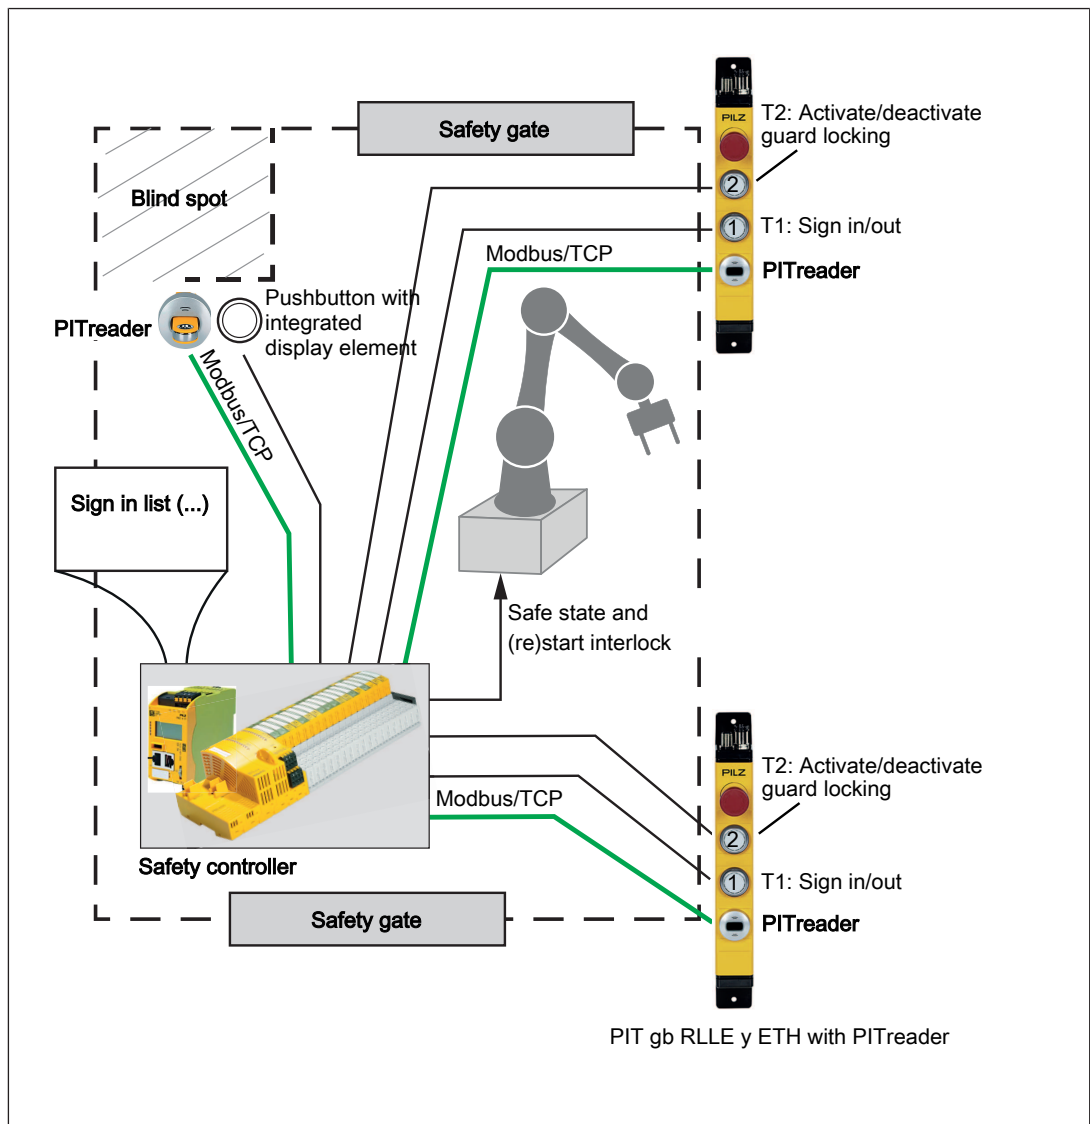 Safety gate
PILZ
T2: Activate/deactivate
guard locking
2
Blind spot
1
T1: Sign in/out
Modbus/TCP
PITreader
Pushbutton with
integrated
display element
PITreader
Modbus/TCP
Sign in list (...)
Safe state and
(re)start interlock
PILZ
T2: Activate/deactivate
guard locking
Modbus/TCP
2
1
T1: Sign in/out
Safety controller
Safety gate
PITreader
PIT gb RLLE y ETH with PITreader